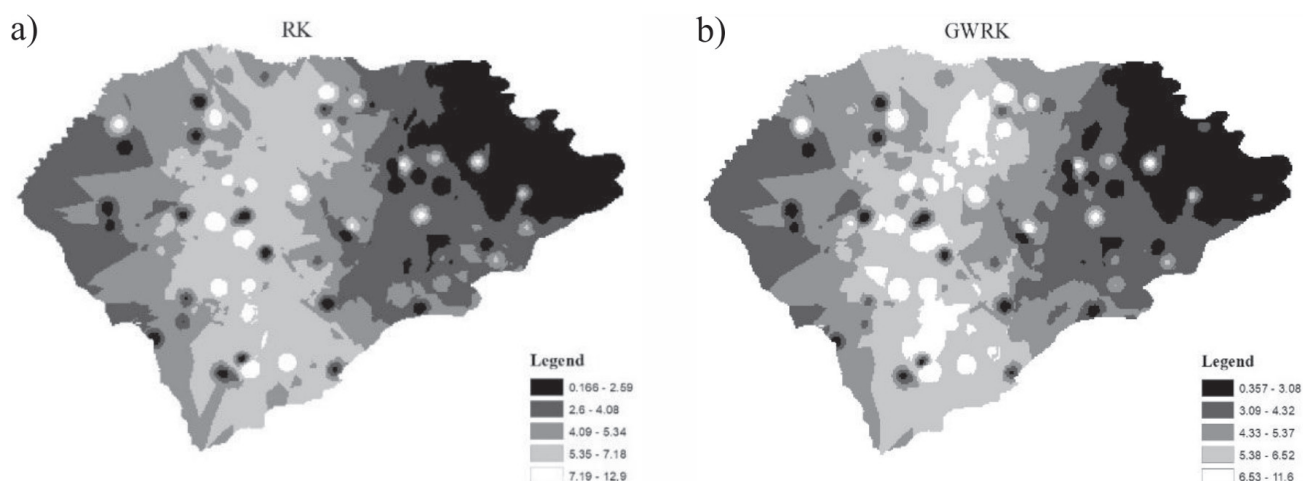 a)
RK
Legend
0.166 - 2.59
2.6 - 4.08
4.09 - 5.34
5.35 - 7.18
7.19 - 12.9
b)
GWRK
Legend
0.357 - 3.08
3.09 - 4.32
4.33 - 5.37
5.38 - 6.52
6.53 - 11.6